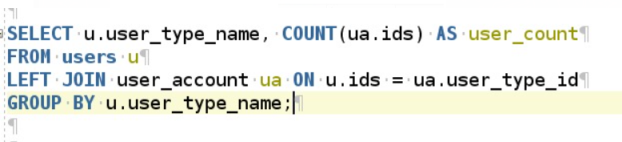 SELECT u.user_type_name, COUNT(ua.ids) AS user_count
FROM users u
LEFT JOIN user_account ua ON u.ids = ua.user_type_id
GROUP BY u.user_type_name;